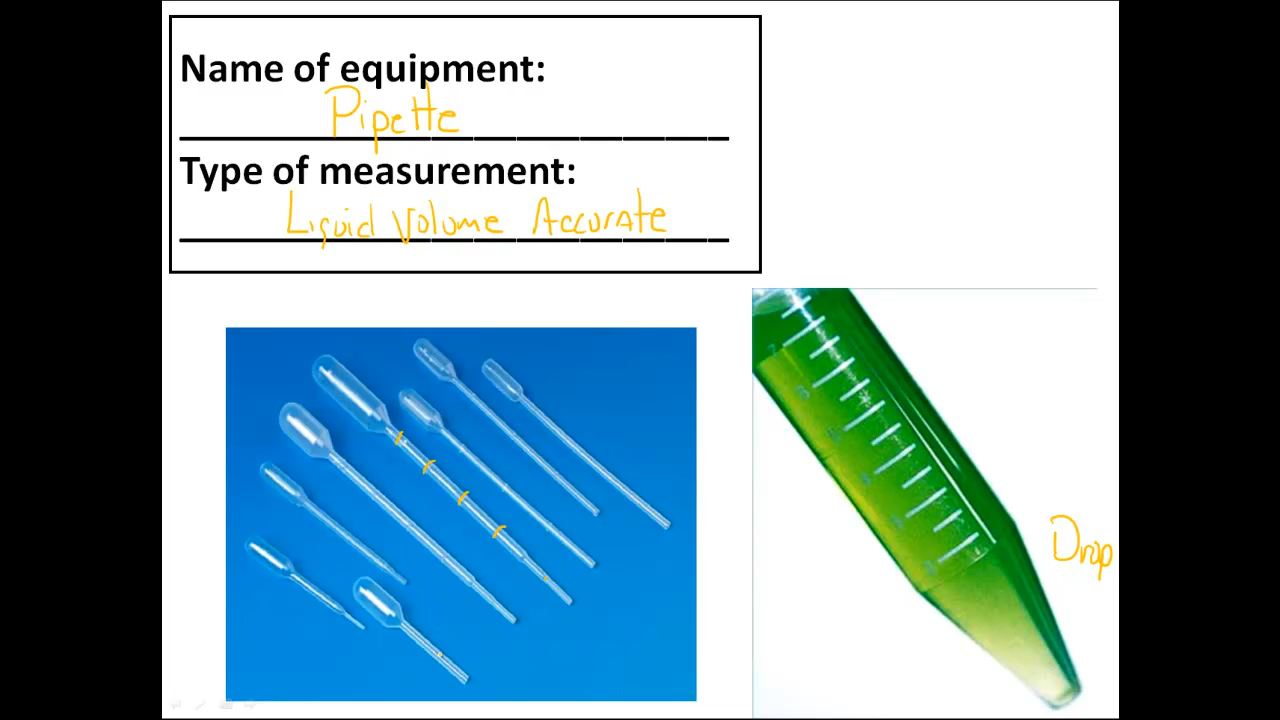 Name of equipment:
Pipette
Type of measurement:
Liquid Volume Accurate
Drop